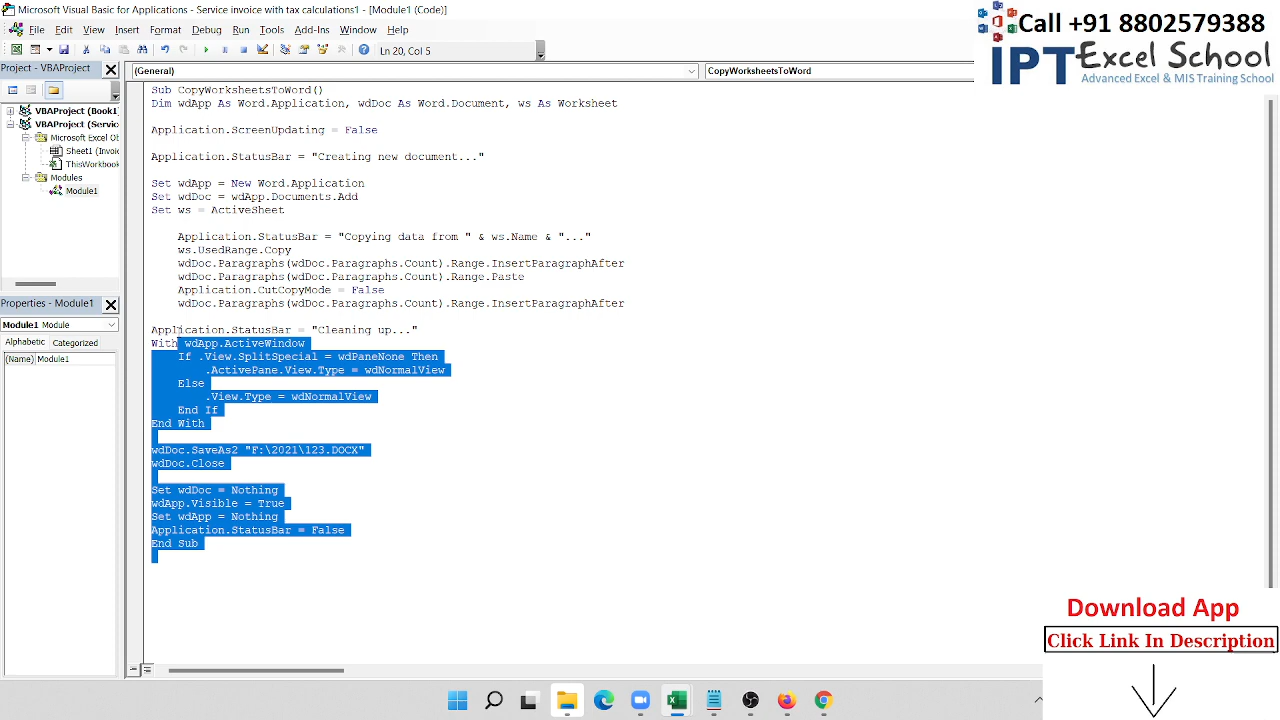 Microsoft Visual Basic for Applications - Service invoice with tax calculations1 - [Module1 (Code)]
File Edit View Insert Format Debug Run Tools Add-Ins Window Help
Ln 20, Col 5
Call +91 8802579388
IPT Excel School
Advanced Excel & MIS Training School
Project - VBAProject
(General)
CopyWorksheetsToWord
VBAProject (Book1
VBAProject (Servic
Microsoft Excel Ob
Sheet1 (Invoi
ThisWorkbook
Modules
Module1
Properties - Module1
Module1 Module
Alphabetic Categorized
(Name) Module1
Sub CopyWorksheetsToWord()
Dim wdApp As Word.Application, wdDoc As Word.Document, ws As Worksheet
Application.ScreenUpdating = False
Application.StatusBar = "Creating new document..."
Set wdApp = New Word.Application
Set wdDoc = wdApp.Documents.Add
Set ws = ActiveSheet
Application.StatusBar = "Copying data from " & ws.Name & "..."
ws.UsedRange.Copy
wdDoc.Paragraphs(wdDoc.Paragraphs.Count).Range.InsertParagraphAfter
wdDoc.Paragraphs(wdDoc.Paragraphs.Count).Range.Paste
Application.CutCopyMode = False
wdDoc.Paragraphs(wdDoc.Paragraphs.Count).Range.InsertParagraphAfter
Application.StatusBar = "Cleaning up..."
With wdApp.ActiveWindow
If .View.SplitSpecial = wdPaneNone Then
.ActivePane.View.Type = wdNormalView
Else
.View.Type = wdNormalView
End If
End With
wdDoc.SaveAs2 "F:\2021\123.DOCX"
wdDoc.Close
Set wdDoc = Nothing
wdApp.Visible = True
Set wdApp = Nothing
Application.StatusBar = False
End Sub
Download App
Click Link In Description